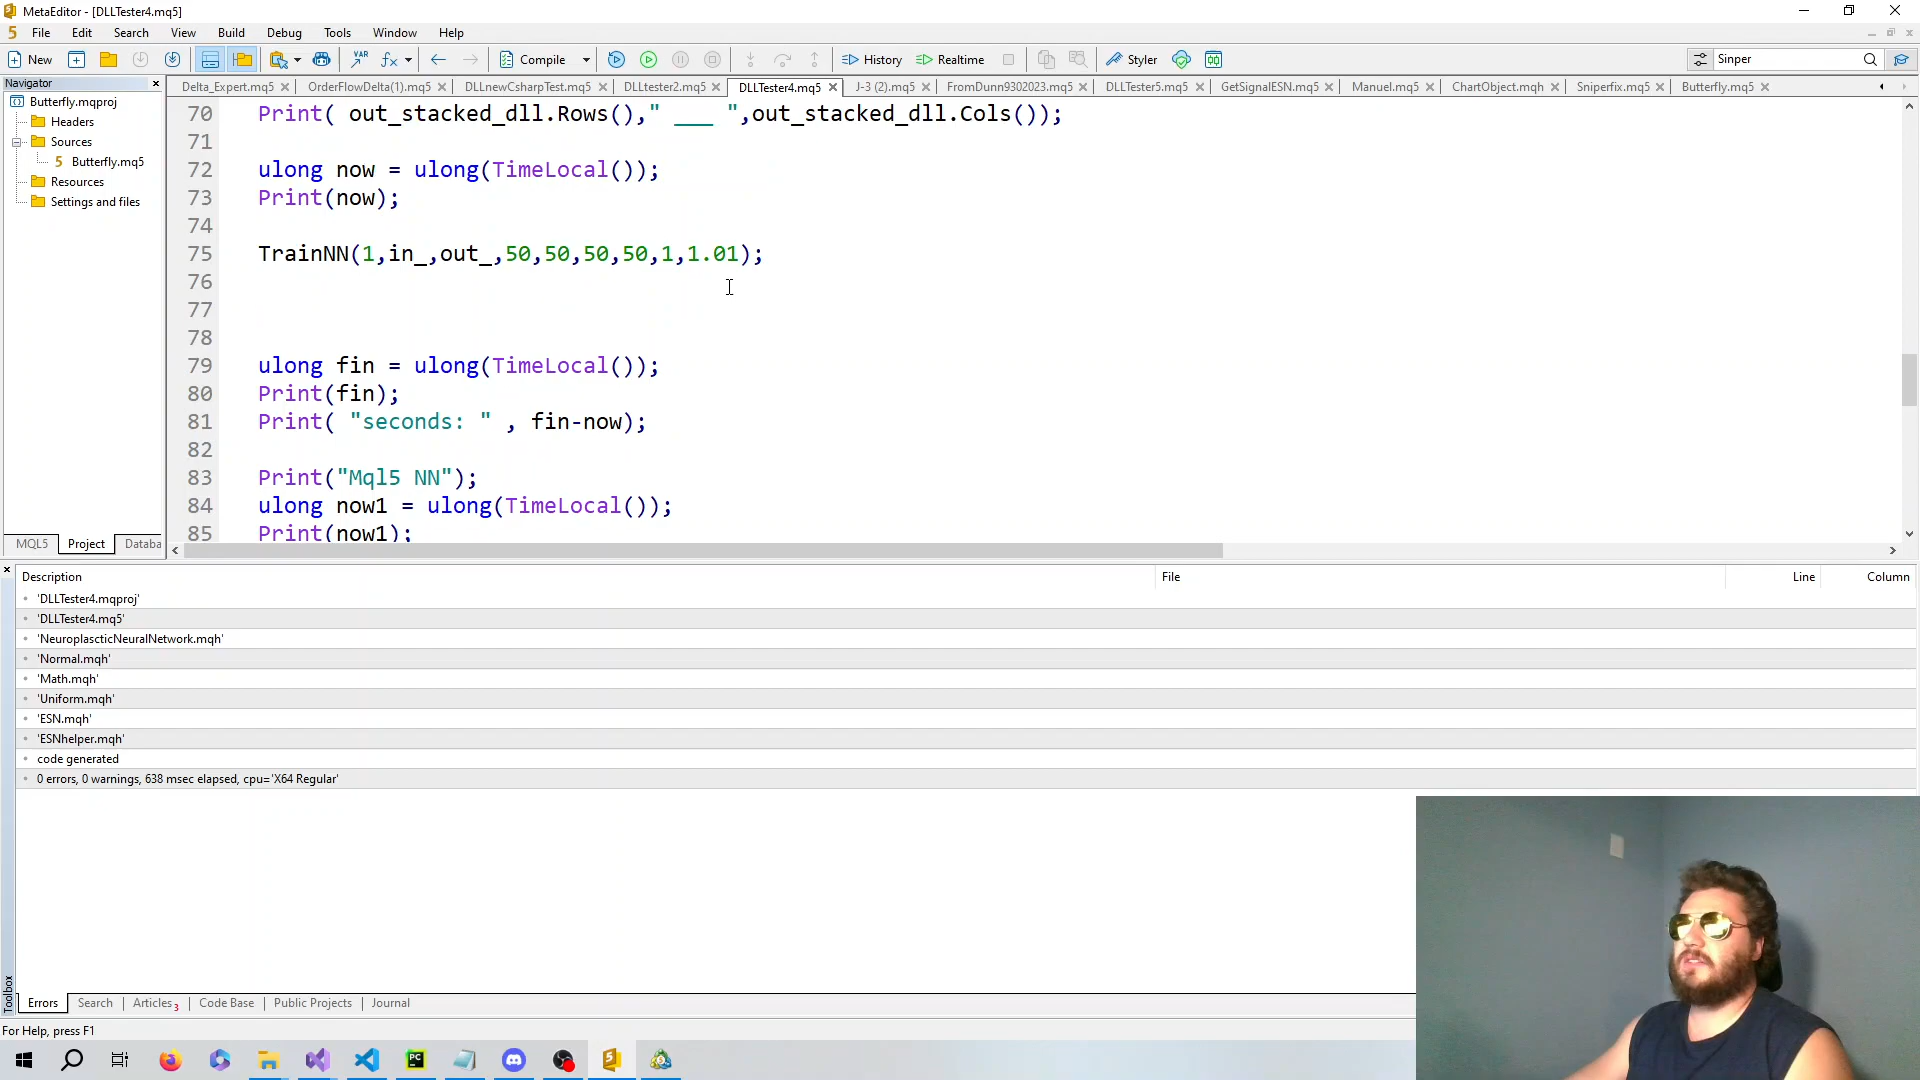 MetaEditor - [DLLTester4.mq5]
5 File Edit Search View Build Debug Tools Window Help
New Compile History Realtime Styler Sinper
Navigator
Delta_Expert.mq5 OrderFlowDelta(1).mq5 DLLnewCsharpTest.mq5 DLLtester2.mq5 DLLTester4.mq5 J-3 (2).mq5 FromDunn9302023.mq5 DLLTester5.mq5 GetSignalESN.mq5 Manuel.mq5 ChartObject.mqh Sniperfix.mq5 Butterfly.mq5
Butterfly.mqproj
Headers
Sources
5 Butterfly.mq5
Resources
Settings and files
MQL5 Project Databa
70 Print( out_stacked_dll.Rows()," ___ ",out_stacked_dll.Cols());
71
72 ulong now = ulong(TimeLocal());
73 Print(now);
74
75 TrainNN(1,in_,out_,50,50,50,50,1,1.01);
76
77
78
79 ulong fin = ulong(TimeLocal());
80 Print(fin);
81 Print( "seconds: " , fin-now);
82
83 Print("Mql5 NN");
84 ulong now1 = ulong(TimeLocal());
85 Print(now1);
Description File Line Column
'DLLTester4.mqproj'
'DLLTester4.mq5'
'NeuroplascticNeuralNetwork.mqh'
'Normal.mqh'
'Math.mqh'
'Uniform.mqh'
'ESN.mqh'
'ESNhelper.mqh'
code generated
0 errors, 0 warnings, 638 msec elapsed, cpu='X64 Regular'
Toolbox
Errors Search Articles 3 Code Base Public Projects Journal
For Help, press F1